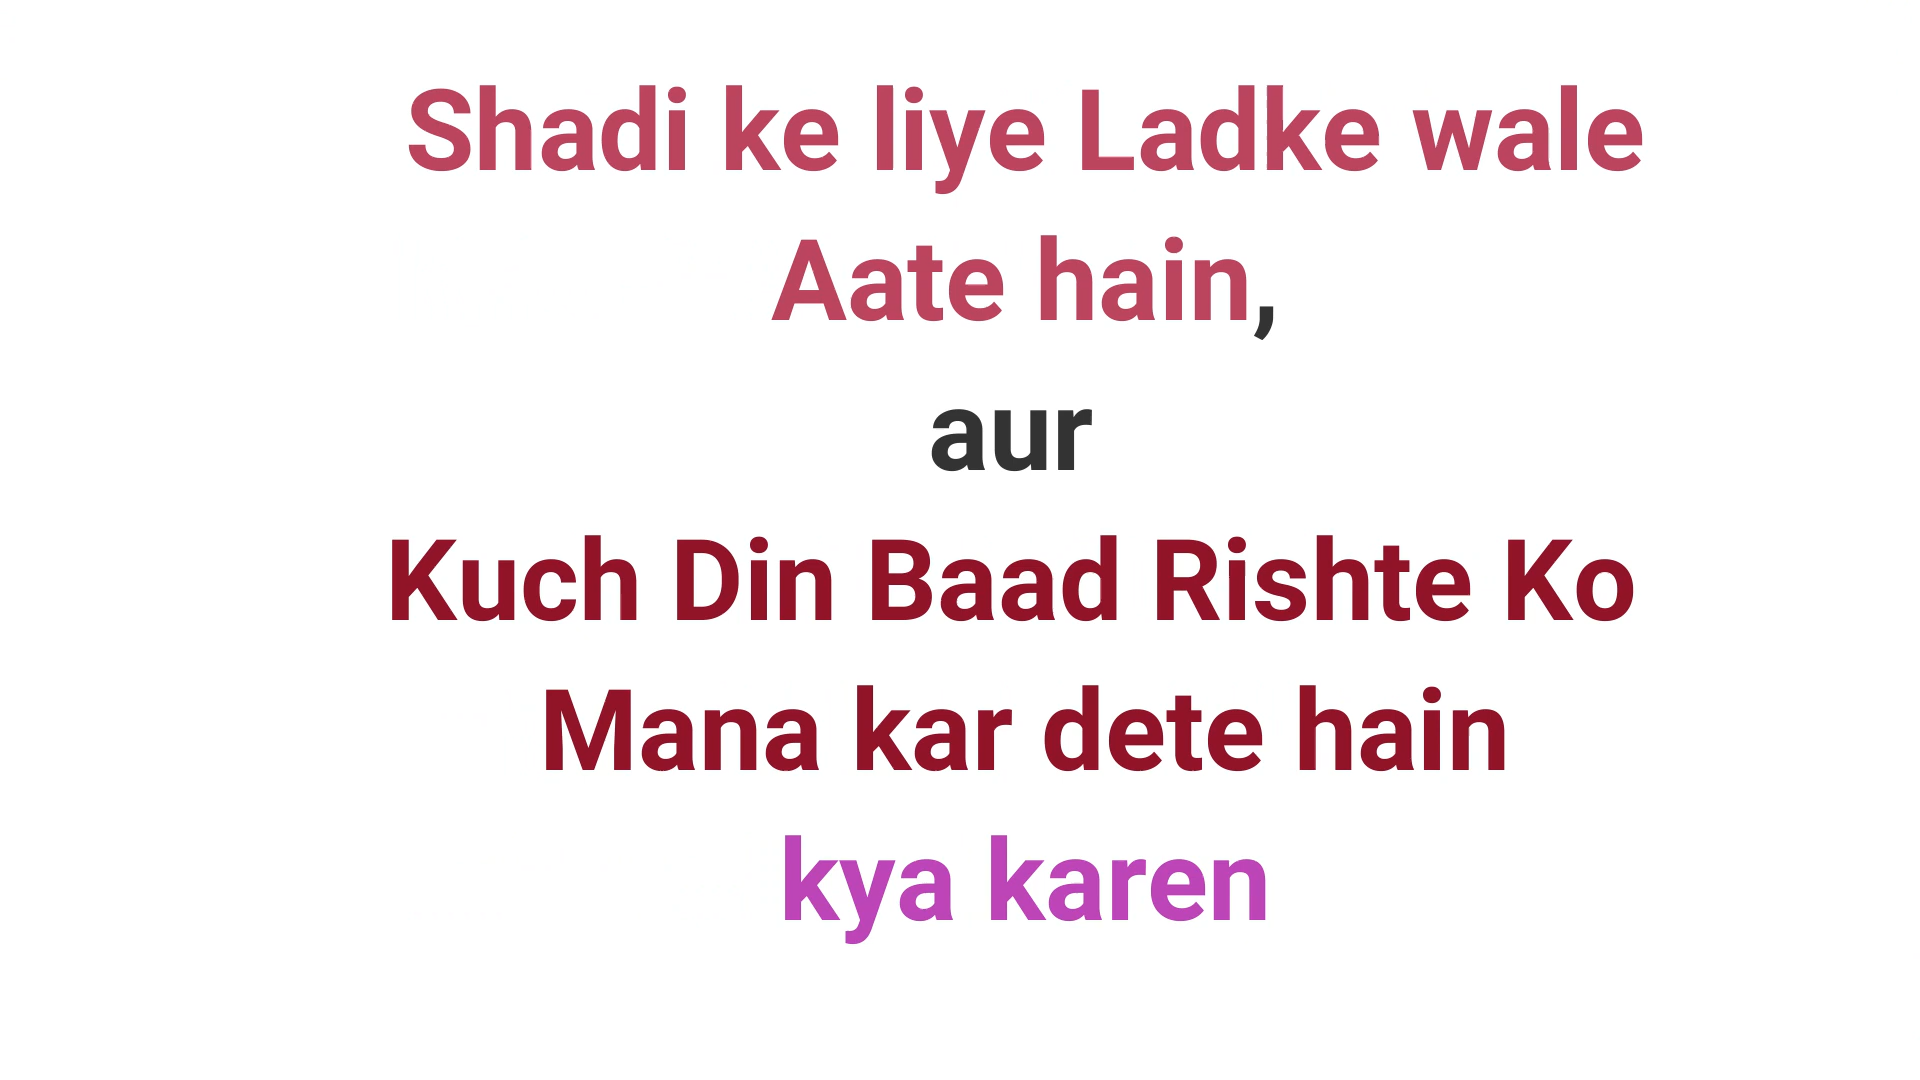 Shadi ke liye Ladke wale
Aate hain,
aur
Kuch Din Baad Rishte Ko
Mana kar dete hain
kya karen